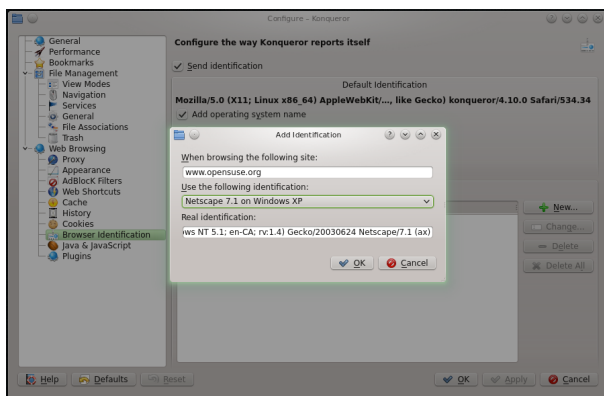 Configure – Konqueror
General
Performance
Bookmarks
File Management
View Modes
Navigation
Services
General
File Associations
Trash
Web Browsing
Proxy
Appearance
AdBlocK Filters
Web Shortcuts
Cache
History
Cookies
Browser Identification
Java & JavaScript
Plugins
Configure the way Konqueror reports itself
Send identification
Default Identification
Mozilla/5.0 (X11; Linux x86_64) AppleWebKit/..., like Gecko) konqueror/4.10.0 Safari/534.34
Add operating system name
Add Identification
When browsing the following site:
www.opensuse.org
Use the following identification:
Netscape 7.1 on Windows XP
Real identification:
ws NT 5.1; en-CA; rv:1.4) Gecko/20030624 Netscape/7.1 (ax)
OK
Cancel
New...
Change...
Delete
Delete All
Help
Defaults
Reset
OK
Apply
Cancel